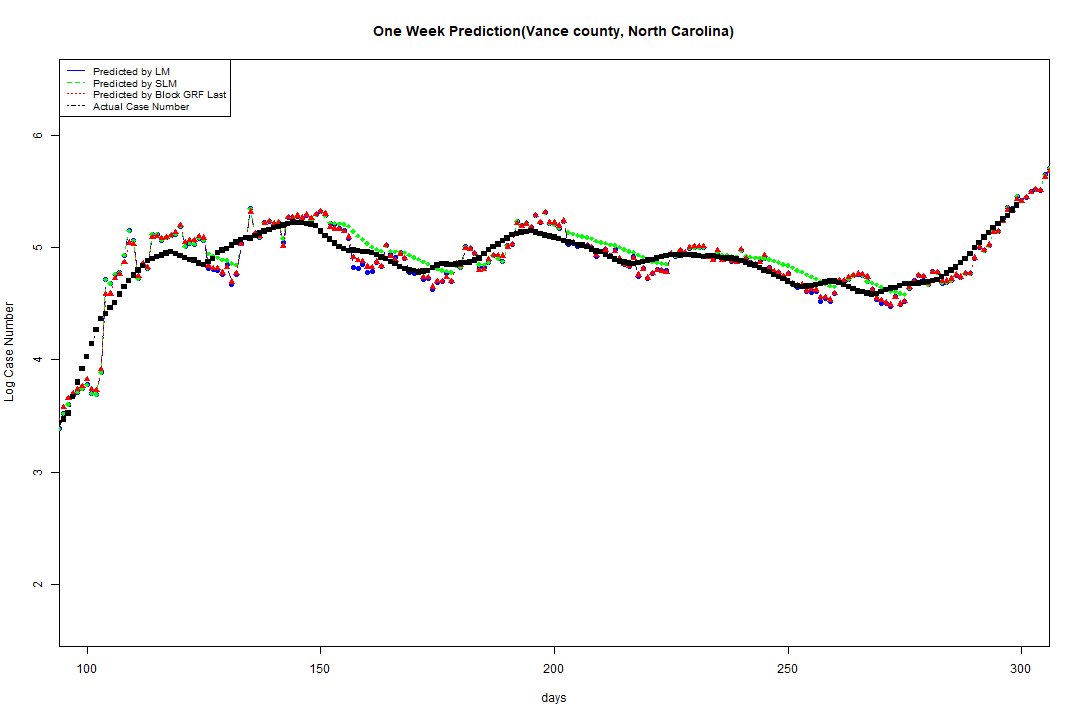 One Week Prediction(Vance county, North Carolina)
Predicted by LM
Predicted by SLM
Predicted by Block GRF Last
Actual Case Number
Log Case Number
6
5
4
3
2
100 150 200 250 300
days